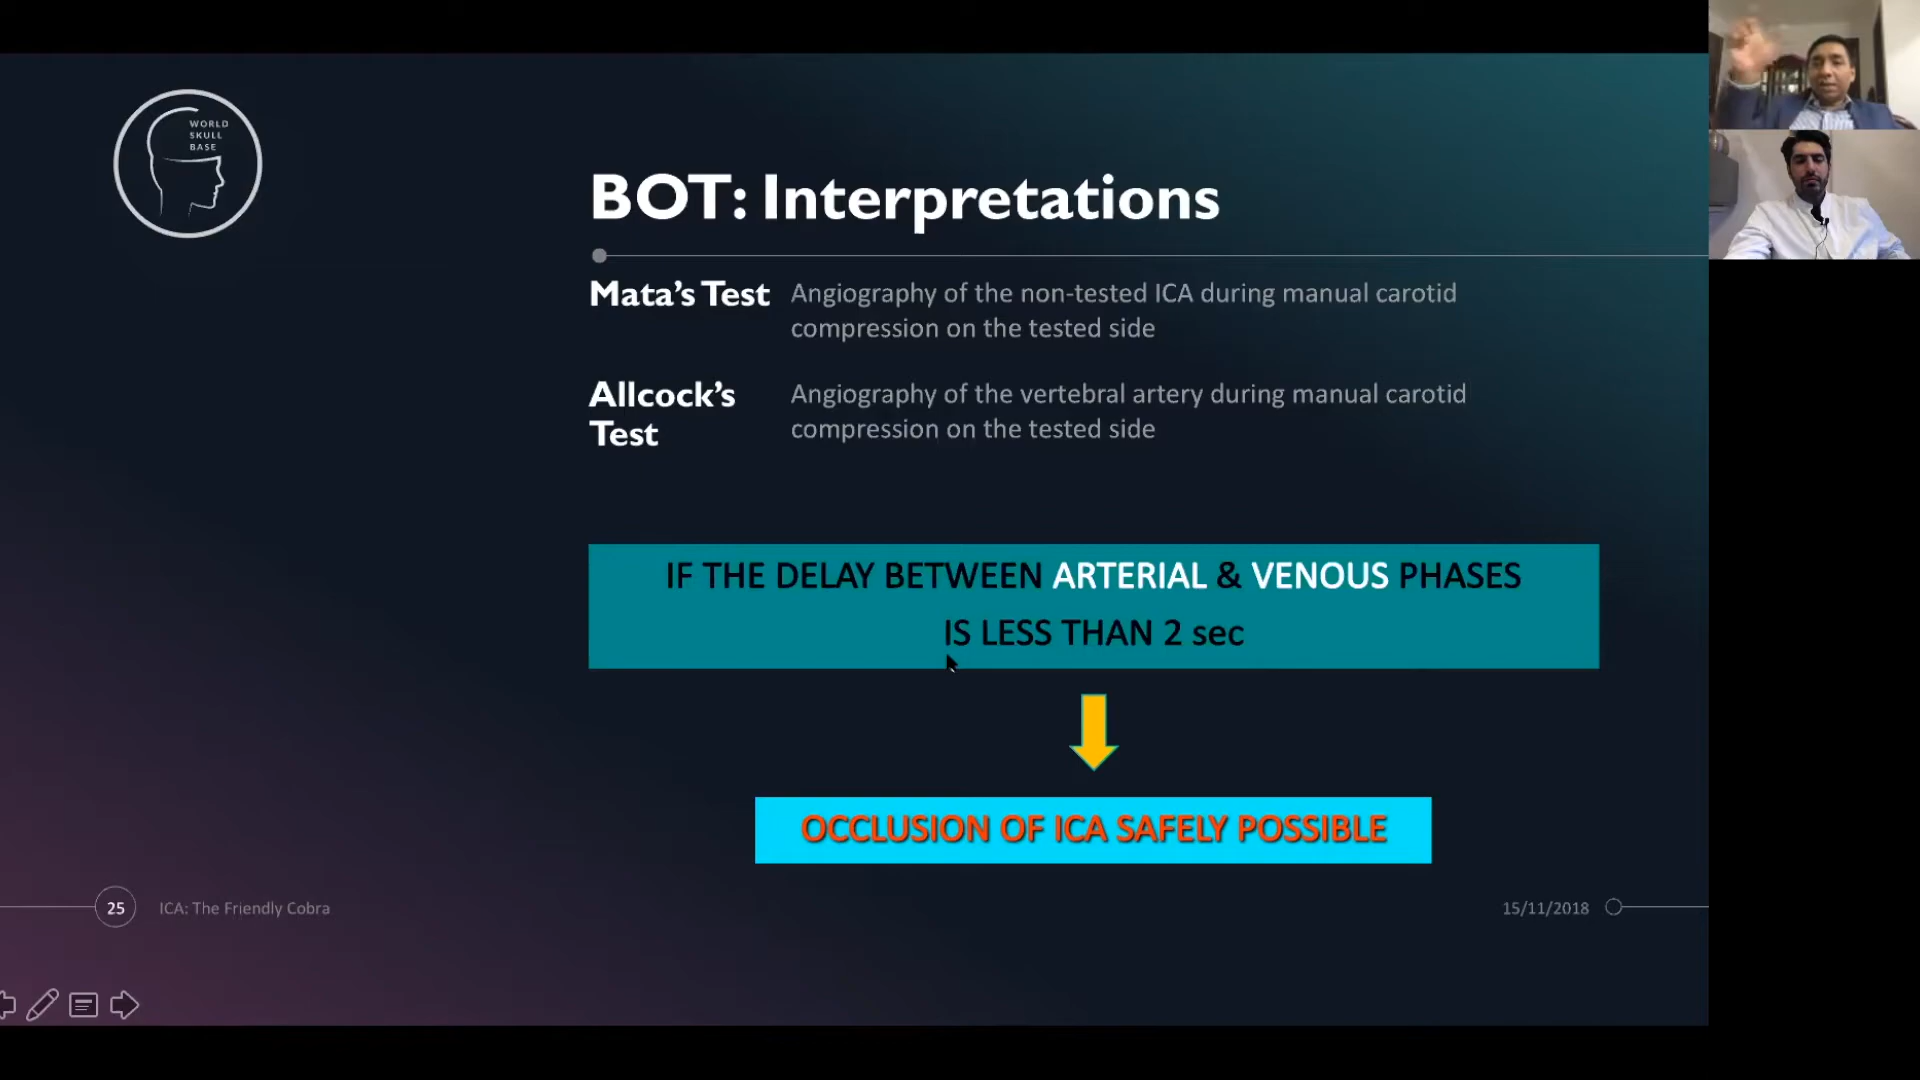 WORLD
SKULL
BASE
BOT: Interpretations
Mata's Test
Angiography of the non-tested ICA during manual carotid
compression on the tested side
Allcock's
Test
Angiography of the vertebral artery during manual carotid
compression on the tested side
IF THE DELAY BETWEEN ARTERIAL & VENOUS PHASES
IS LESS THAN 2 sec
OCCLUSION OF ICA SAFELY POSSIBLE
25
ICA: The Friendly Cobra
15/11/2018